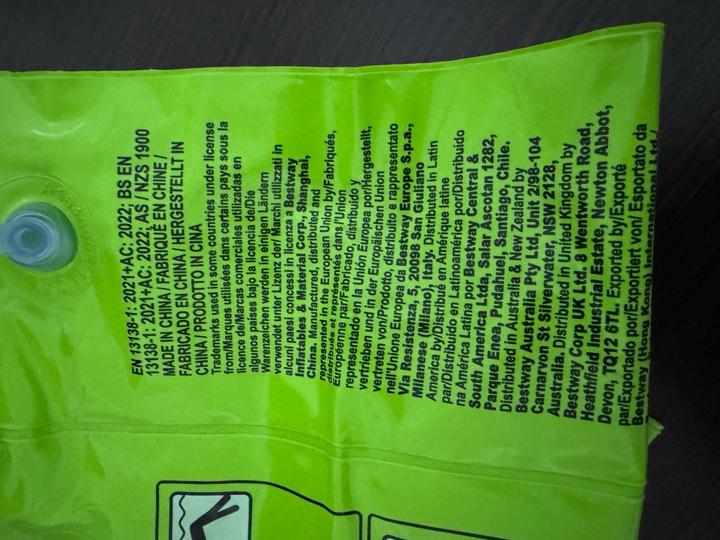 EN 13138-1: 2021+AC: 2022; BS EN
13138-1: 2021+AC: 2022; AS / NZS 1900
MADE IN CHINA / FABRIQUÉ EN CHINE /
FABRICADO EN CHINA / HERGESTELLT IN
CHINA / PRODOTTO IN CINA
Trademarks used in some countries under license
from/Marques utilisées dans certains pays sous la
licence de/Marcas comerciales utilizadas en
algunos países bajo la licencia de/Die
Warenzeichen werden in einigen Ländern
verwendet unter Lizenz der/ Marchi utilizzati in
alcuni paesi concessi in licenza a Bestway
Inflatables & Material Corp., Shanghai,
China. Manufactured, distributed and
represented in the European Union by/Fabriqués,
distribués et représentés dans l'Union
Européenne par/Fabricado, distribuido y
representado en la Unión Europea por/Hergestellt,
vertrieben und in der Europäischen Union
vertreten von/Prodotto, distribuito e rappresentato
nell'Unione Europea da Bestway Europe S.p.a.,
Via Resistenza, 5, 20098 San Giuliano
Milanese (Milano), Italy. Distributed in Latin
America by/Distribué en Amérique latine
par/Distribuido en Latinoamérica por/Distribuído
na América Latina por Bestway Central &
South America Ltda, Salar Ascotan 1282,
Parque Enea, Pudahuel, Santiago, Chile.
Distributed in Australia & New Zealand by
Bestway Australia Pty Ltd, Unit 2/98-104
Carnarvon St Silverwater, NSW 2128,
Australia. Distributed in United Kingdom by
Bestway Corp UK Ltd. 8 Wentworth Road,
Heathfield Industrial Estate, Newton Abbot,
Devon, TQ12 6TL. Exported by/Exporté
par/Exportado por/Exportiert von/ Esportato da
Bestway (Hong Kong) International Ltd./